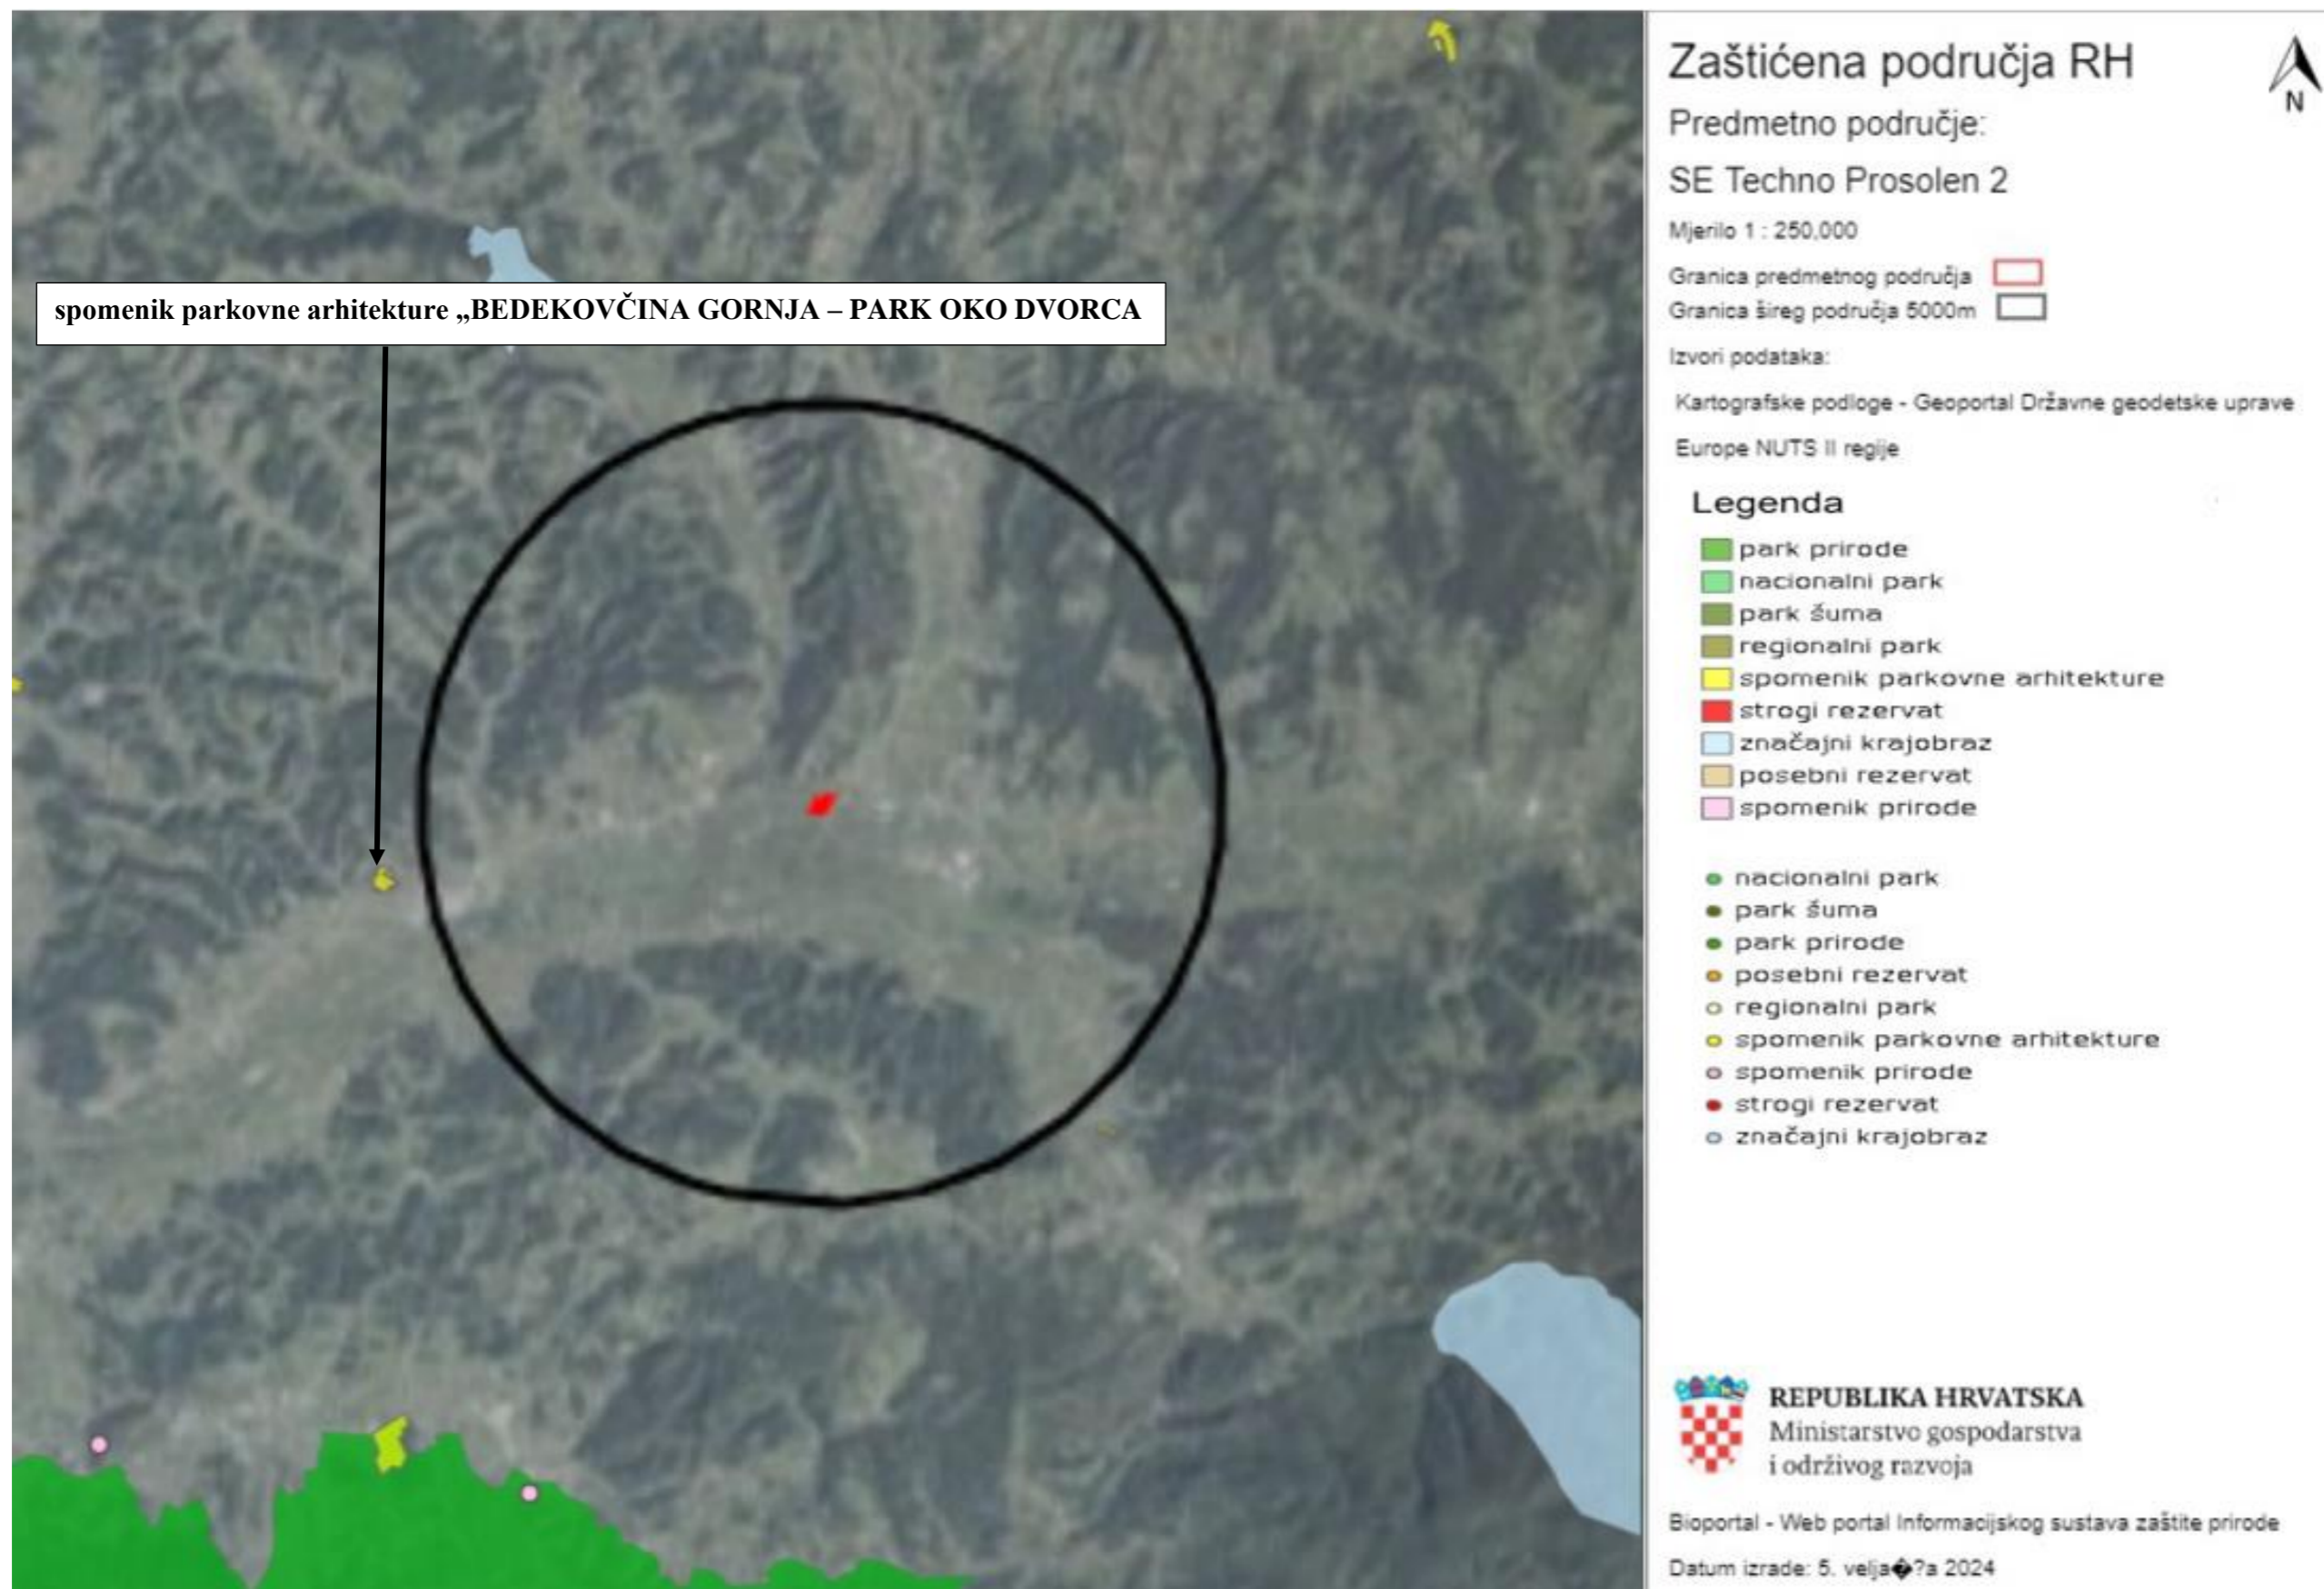 spomenik parkovne arhitekture „BEDEKOVČINA GORNJA – PARK OKO DVORCA
Zaštićena područja RH
N
Predmetno područje:
SE Techno Prosolen 2
Mjerilo 1 : 250,000
Granica predmetnog područja
Granica šireg područja 5000m
Izvori podataka:
Kartografske podloge - Geoportal Državne geodetske uprave
Europe NUTS II regije
Legenda
park prirode
nacionalni park
park šuma
regionalni park
spomenik parkovne arhitekture
strogi rezervat
značajni krajobraz
posebni rezervat
spomenik prirode
nacionalni park
park šuma
park prirode
posebni rezervat
regionalni park
spomenik parkovne arhitekture
spomenik prirode
strogi rezervat
značajni krajobraz
REPUBLIKA HRVATSKA
Ministarstvo gospodarstva
i održivog razvoja
Bioportal - Web portal Informacijskog sustava zaštite prirode
Datum izrade: 5. velja�?a 2024